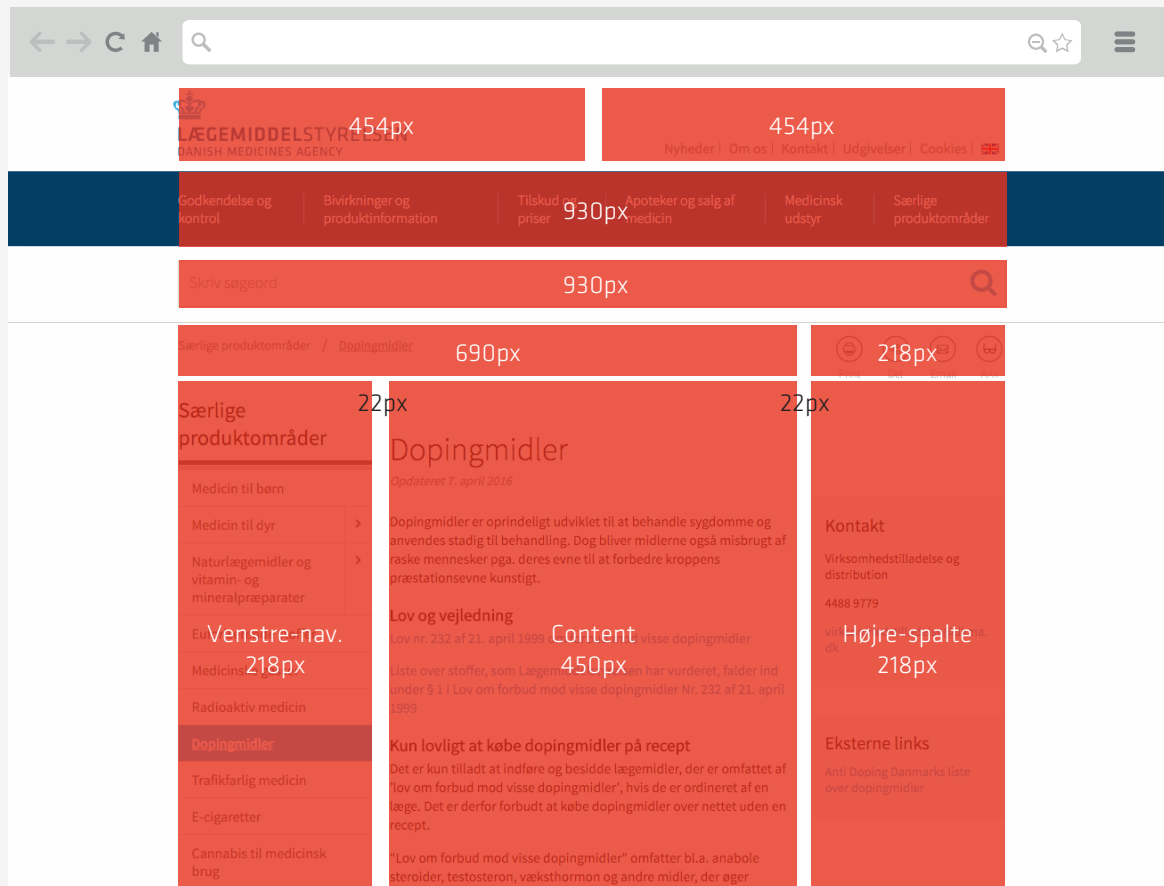 LÆGEMIDDELSTYRELSEN
DANISH MEDICINES AGENCY
454px
454px
Nyheder | Om os | Kontakt | Udgivelser | Cookies |
Godkendelse og
kontrol
Bivirkninger og
produktinformation
Tilskud og
priser
930px
Apoteker og salg af
medicin
Medicinsk
udstyr
Særlige
produktområder
Skriv søgeord
930px
Særlige produktområder / Dopingmidler
690px
218px
Print
Del
Email
22px
22px
Særlige
produktområder
Medicin til børn
Medicin til dyr
Naturlægemidler og
vitamin- og
mineralpræparater
Venstre-nav.
218px
Radioaktiv medicin
Dopingmidler
Trafikfarlig medicin
E-cigaretter
Cannabis til medicinsk
brug
Dopingmidler
Opdateret 7. april 2016
Dopingmidler er oprindeligt udviklet til at behandle sygdomme og
anvendes stadig til behandling. Dog bliver midlerne også misbrugt af
raske mennesker pga. deres evne til at forbedre kroppens
præstationsevne kunstigt.
Lov og vejledning
Lov nr. 232 af 21. april 1999 visse dopingmidler
Content
450px
Liste over stoffer, som har vurderet, falder ind
under § 1 i Lov om forbud mod visse dopingmidler Nr. 232 af 21. april
1999
Kun lovligt at købe dopingmidler på recept
Det er kun tilladt at indføre og besidde lægemidler, der er omfattet af
'lov om forbud mod visse dopingmidler', hvis de er ordineret af en
læge. Det er derfor forbudt at købe dopingmidler over nettet uden en
recept.
"Lov om forbud mod visse dopingmidler" omfatter bl.a. anabole
steroider, testosteron, væksthormon og andre midler, der øger
Kontakt
Virksomhedstilladelse og
distribution
4488 9779
dk
Højre-spalte
218px
Eksterne links
Anti Doping Danmarks liste
over dopingmidler